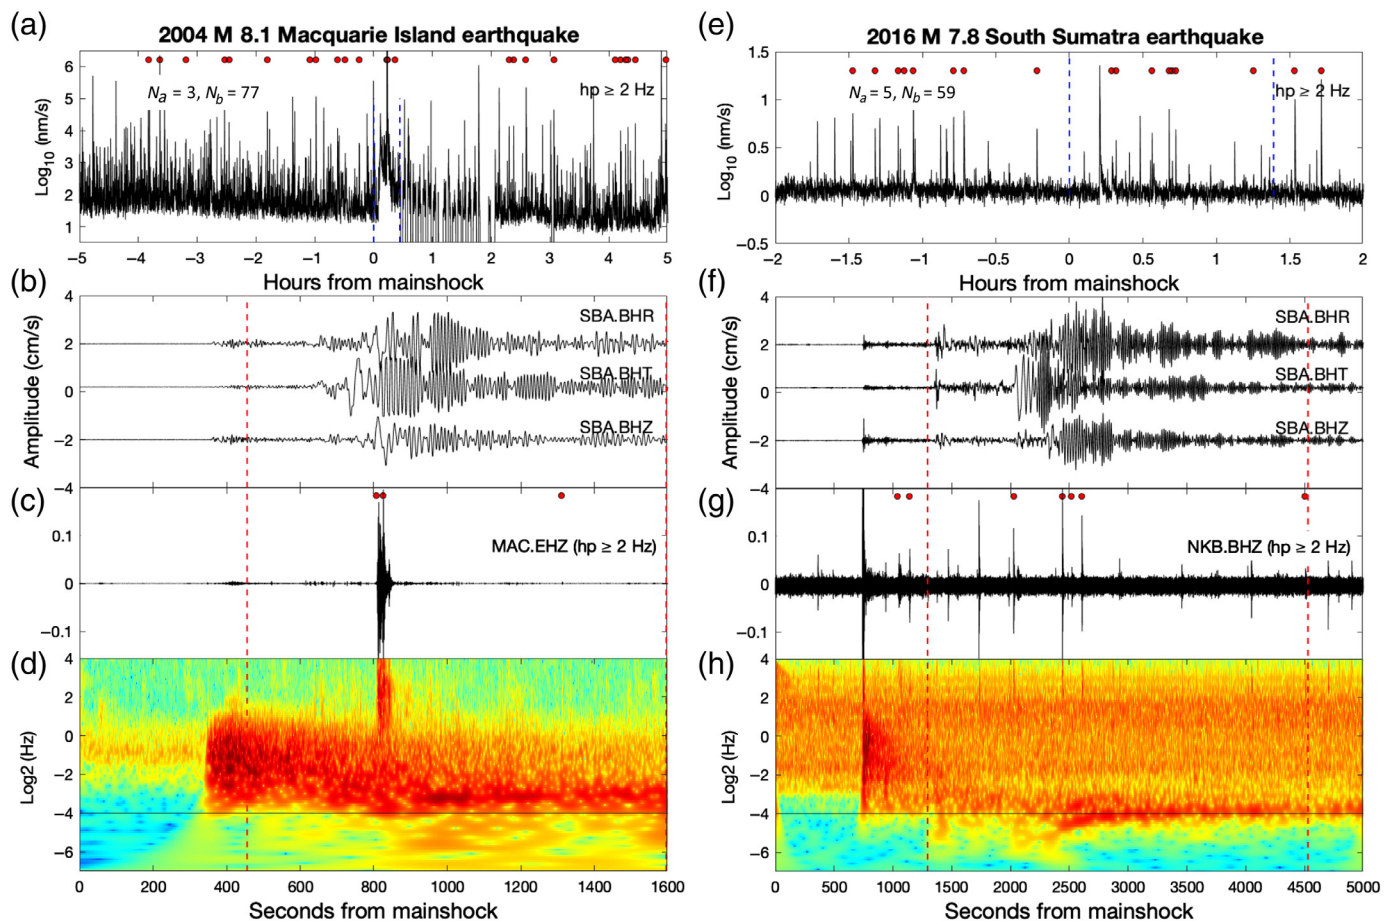 (a)
2004 M 8.1 Macquarie Island earthquake
Log10 (nm/s)
6
5
4
3
2
1
Na = 3, Nb = 77
hp ≥ 2 Hz
−5 −4 −3 −2 −1 0 1 2 3 4 5
Hours from mainshock
(b)
Amplitude (cm/s)
4
2
0
−2
−4
SBA.BHR
SBA.BHT
SBA.BHZ
(c)
0.1
0
−0.1
MAC.EHZ (hp ≥ 2 Hz)
(d)
Log2 (Hz)
4
2
0
−2
−4
−6
0 200 400 600 800 1000 1200 1400 1600
Seconds from mainshock
(e)
2016 M 7.8 South Sumatra earthquake
Log10 (nm/s)
1.5
1.0
0.5
0
−0.5
Na = 5, Nb = 59
hp ≥ 2 Hz
−2 −1.5 −1 −0.5 0 0.5 1 1.5 2
Hours from mainshock
(f)
Amplitude (cm/s)
4
2
0
−2
−4
SBA.BHR
SBA.BHT
SBA.BHZ
(g)
0.1
0
−0.1
NKB.BHZ (hp ≥ 2 Hz)
(h)
Log2 (Hz)
4
2
0
−2
−4
−6
0 500 1000 1500 2000 2500 3000 3500 4000 4500 5000
Seconds from mainshock